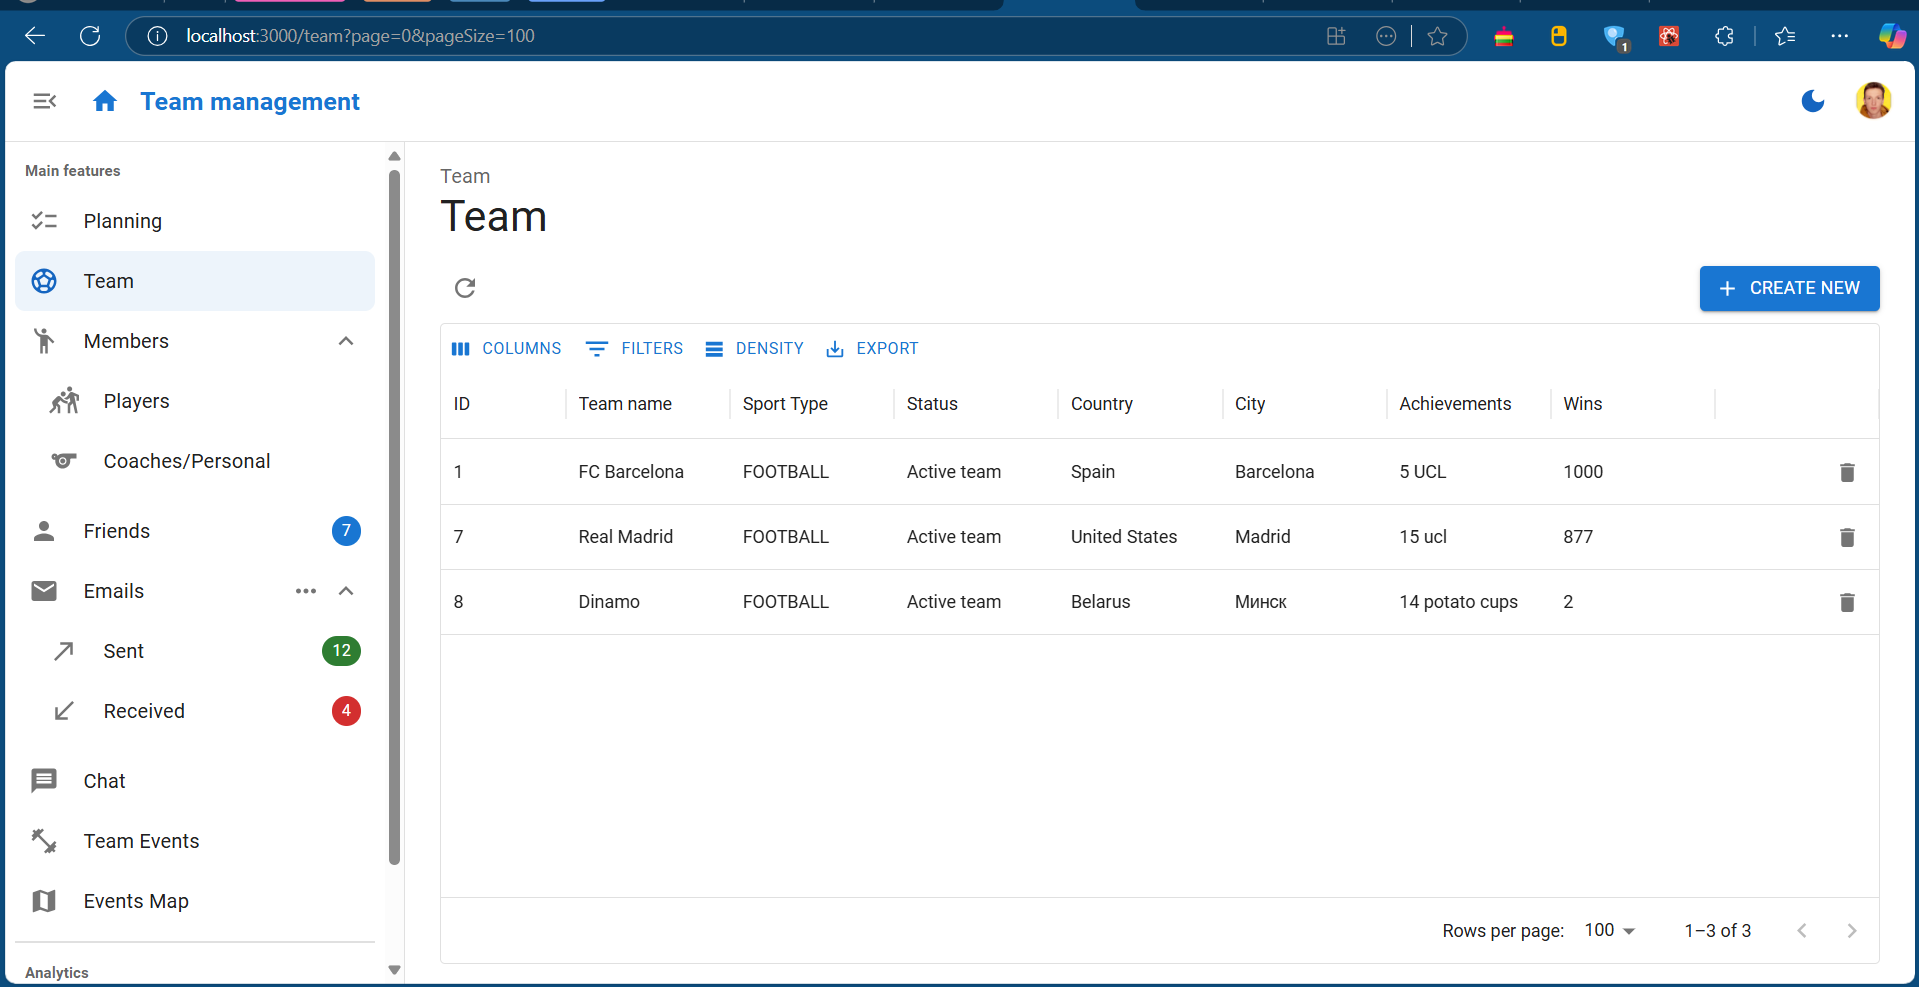 localhost:3000/team?page=0&pageSize=100
1
Team management
Main features
Planning
Team
Members
Players
Coaches/Personal
Friends 7
Emails
Sent 12
Received 4
Chat
Team Events
Events Map
Analytics
Team
Team
CREATE NEW
COLUMNS FILTERS DENSITY EXPORT
ID Team name Sport Type Status Country City Achievements Wins
1 FC Barcelona FOOTBALL Active team Spain Barcelona 5 UCL 1000
7 Real Madrid FOOTBALL Active team United States Madrid 15 ucl 877
8 Dinamo FOOTBALL Active team Belarus Минск 14 potato cups 2
Rows per page: 100 1–3 of 3